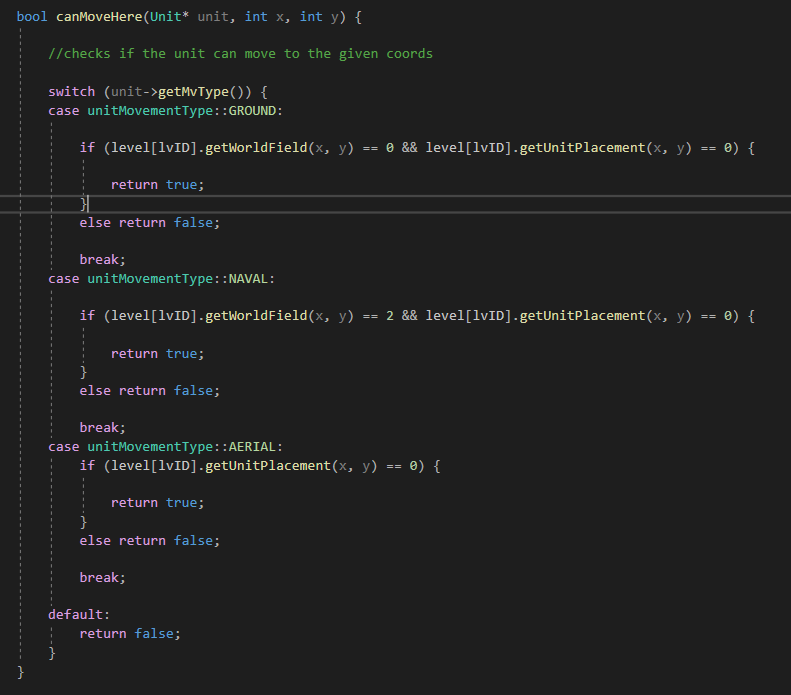 bool canMoveHere(Unit* unit, int x, int y) {
//checks if the unit can move to the given coords
switch (unit->getMvType()) {
case unitMovementType::GROUND:
if (level[lvID].getWorldField(x, y) == 0 && level[lvID].getUnitPlacement(x, y) == 0) {
return true;
}
else return false;
break;
case unitMovementType::NAVAL:
if (level[lvID].getWorldField(x, y) == 2 && level[lvID].getUnitPlacement(x, y) == 0) {
return true;
}
else return false;
break;
case unitMovementType::AERIAL:
if (level[lvID].getUnitPlacement(x, y) == 0) {
return true;
}
else return false;
break;
default:
return false;
}
}